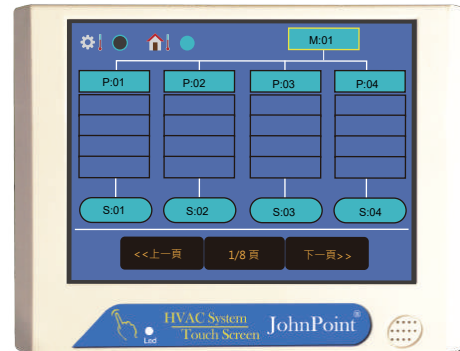 M:01
P:01 P:02 P:03 P:04
S:01 S:02 S:03 S:04
<<上一頁 1/8 頁 下一頁>>
HVAC System
Touch Screen
JohnPoint®
Led